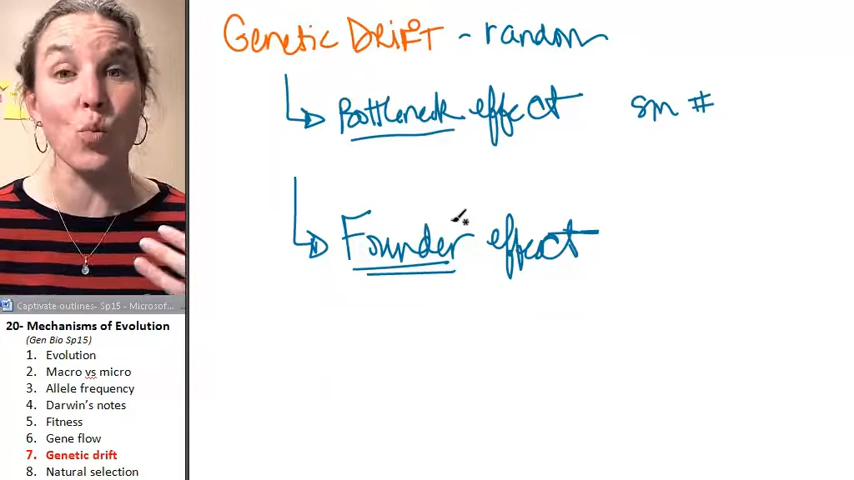 Genetic Drift - random
Bottleneck effect sm #
Founder effect
Captivate outlines- Sp15 - Microsof...
20- Mechanisms of Evolution
(Gen Bio Sp15)
1. Evolution
2. Macro vs micro
3. Allele frequency
4. Darwin's notes
5. Fitness
6. Gene flow
7. Genetic drift
8. Natural selection